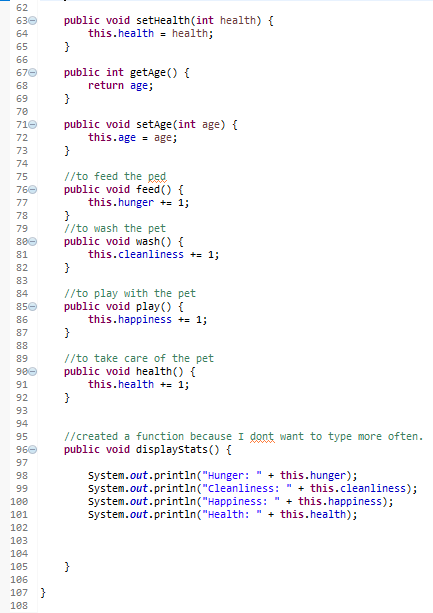 62
63 public void setHealth(int health) {
64 this.health = health;
65 }
66
67 public int getAge() {
68 return age;
69 }
70
71 public void setAge(int age) {
72 this.age = age;
73 }
74
75 //to feed the ped
76 public void feed() {
77 this.hunger += 1;
78 }
79 //to wash the pet
80 public void wash() {
81 this.cleanliness += 1;
82 }
83
84 //to play with the pet
85 public void play() {
86 this.happiness += 1;
87 }
88
89 //to take care of the pet
90 public void health() {
91 this.health += 1;
92 }
93
94
95 //created a function because I dont want to type more often.
96 public void displayStats() {
97
98 System.out.println("Hunger: " + this.hunger);
99 System.out.println("Cleanliness: " + this.cleanliness);
100 System.out.println("Happiness: " + this.happiness);
101 System.out.println("Health: " + this.health);
102
103
104
105 }
106
107 }
108